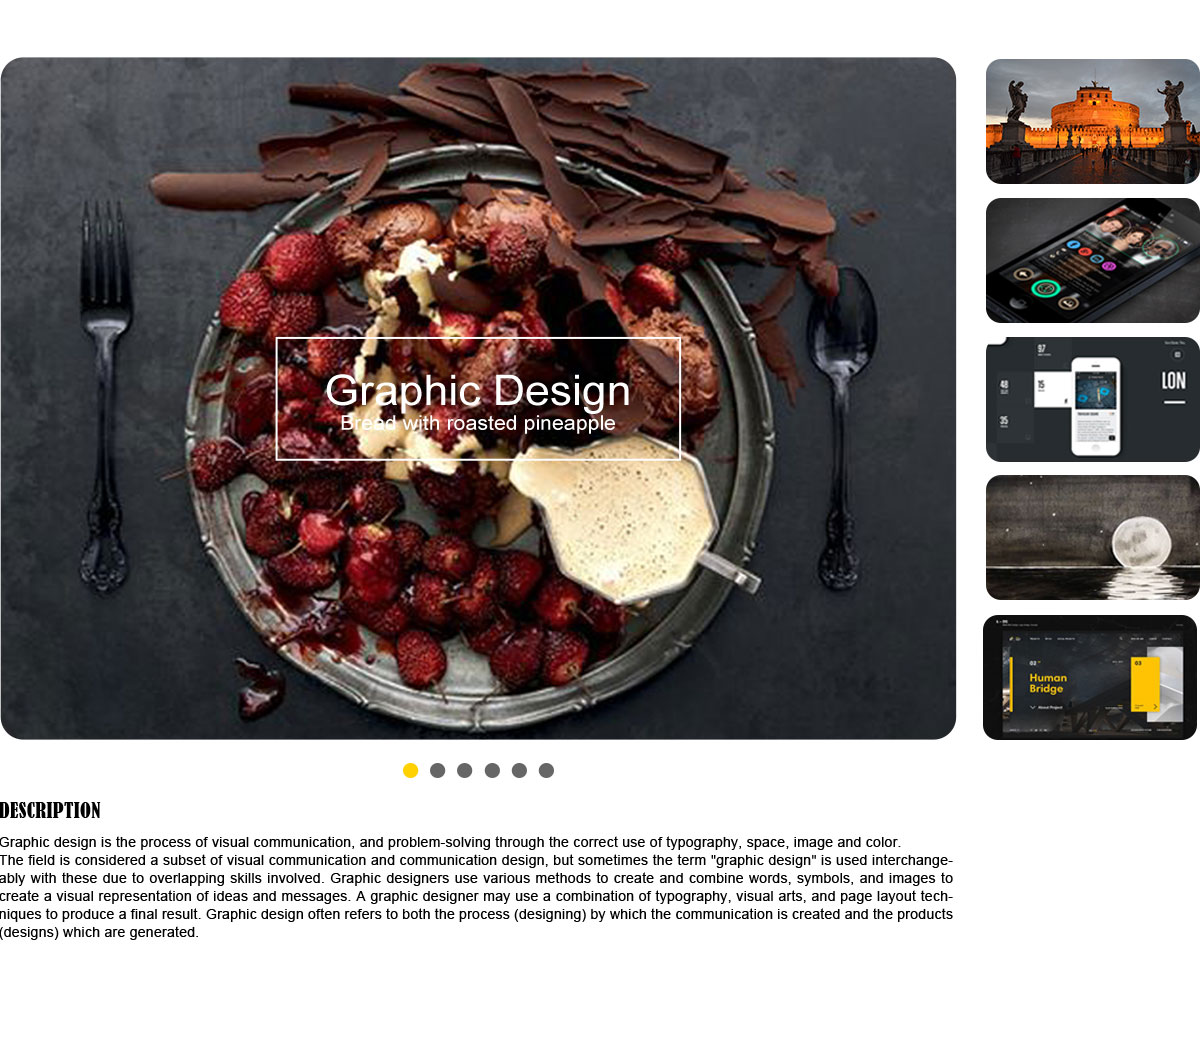 Graphic Design
Bread with roasted pineapple
97
48
15
35
LON
02
03
Human
Bridge
About Project
DESCRIPTION
Graphic design is the process of visual communication, and problem-solving through the correct use of typography, space, image and color.
The field is considered a subset of visual communication and communication design, but sometimes the term "graphic design" is used interchange-
ably with these due to overlapping skills involved. Graphic designers use various methods to create and combine words, symbols, and images to
create a visual representation of ideas and messages. A graphic designer may use a combination of typography, visual arts, and page layout tech-
niques to produce a final result. Graphic design often refers to both the process (designing) by which the communication is created and the products
(designs) which are generated.